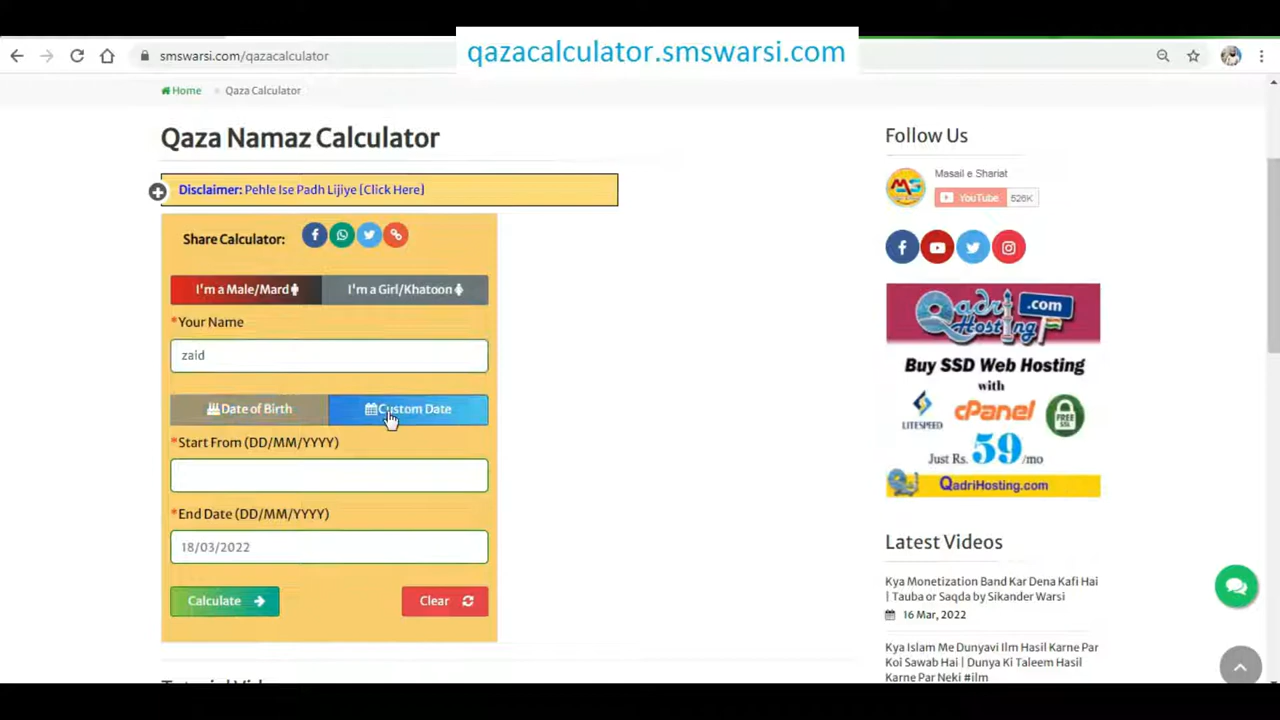 qazacalculator.smswarsi.com
smswarsi.com/qazacalculator
Home
Qaza Calculator
Qaza Namaz Calculator
Disclaimer: Pehle Ise Padh Lijiye [Click Here]
Share Calculator:
I'm a Male/Mard
I'm a Girl/Khatoon
*Your Name
zaid
Date of Birth
Custom Date
*Start From (DD/MM/YYYY)
*End Date (DD/MM/YYYY)
18/03/2022
Calculate
Clear
Follow Us
Masail e Shariat
YouTube
526K
Qadri
Hosting
.com
Buy SSD Web Hosting
with
LITESPEED
cPanel
FREE
SSL
Just Rs. 59/mo
QadriHosting.com
Latest Videos
Kya Monetization Band Kar Dena Kafi Hai
| Tauba or Saqda by Sikander Warsi
16 Mar, 2022
Kya Islam Me Dunyavi Ilm Hasil Karne Par
Koi Sawab Hai | Dunya Ki Taleem Hasil
Karne Par Neki #ilm